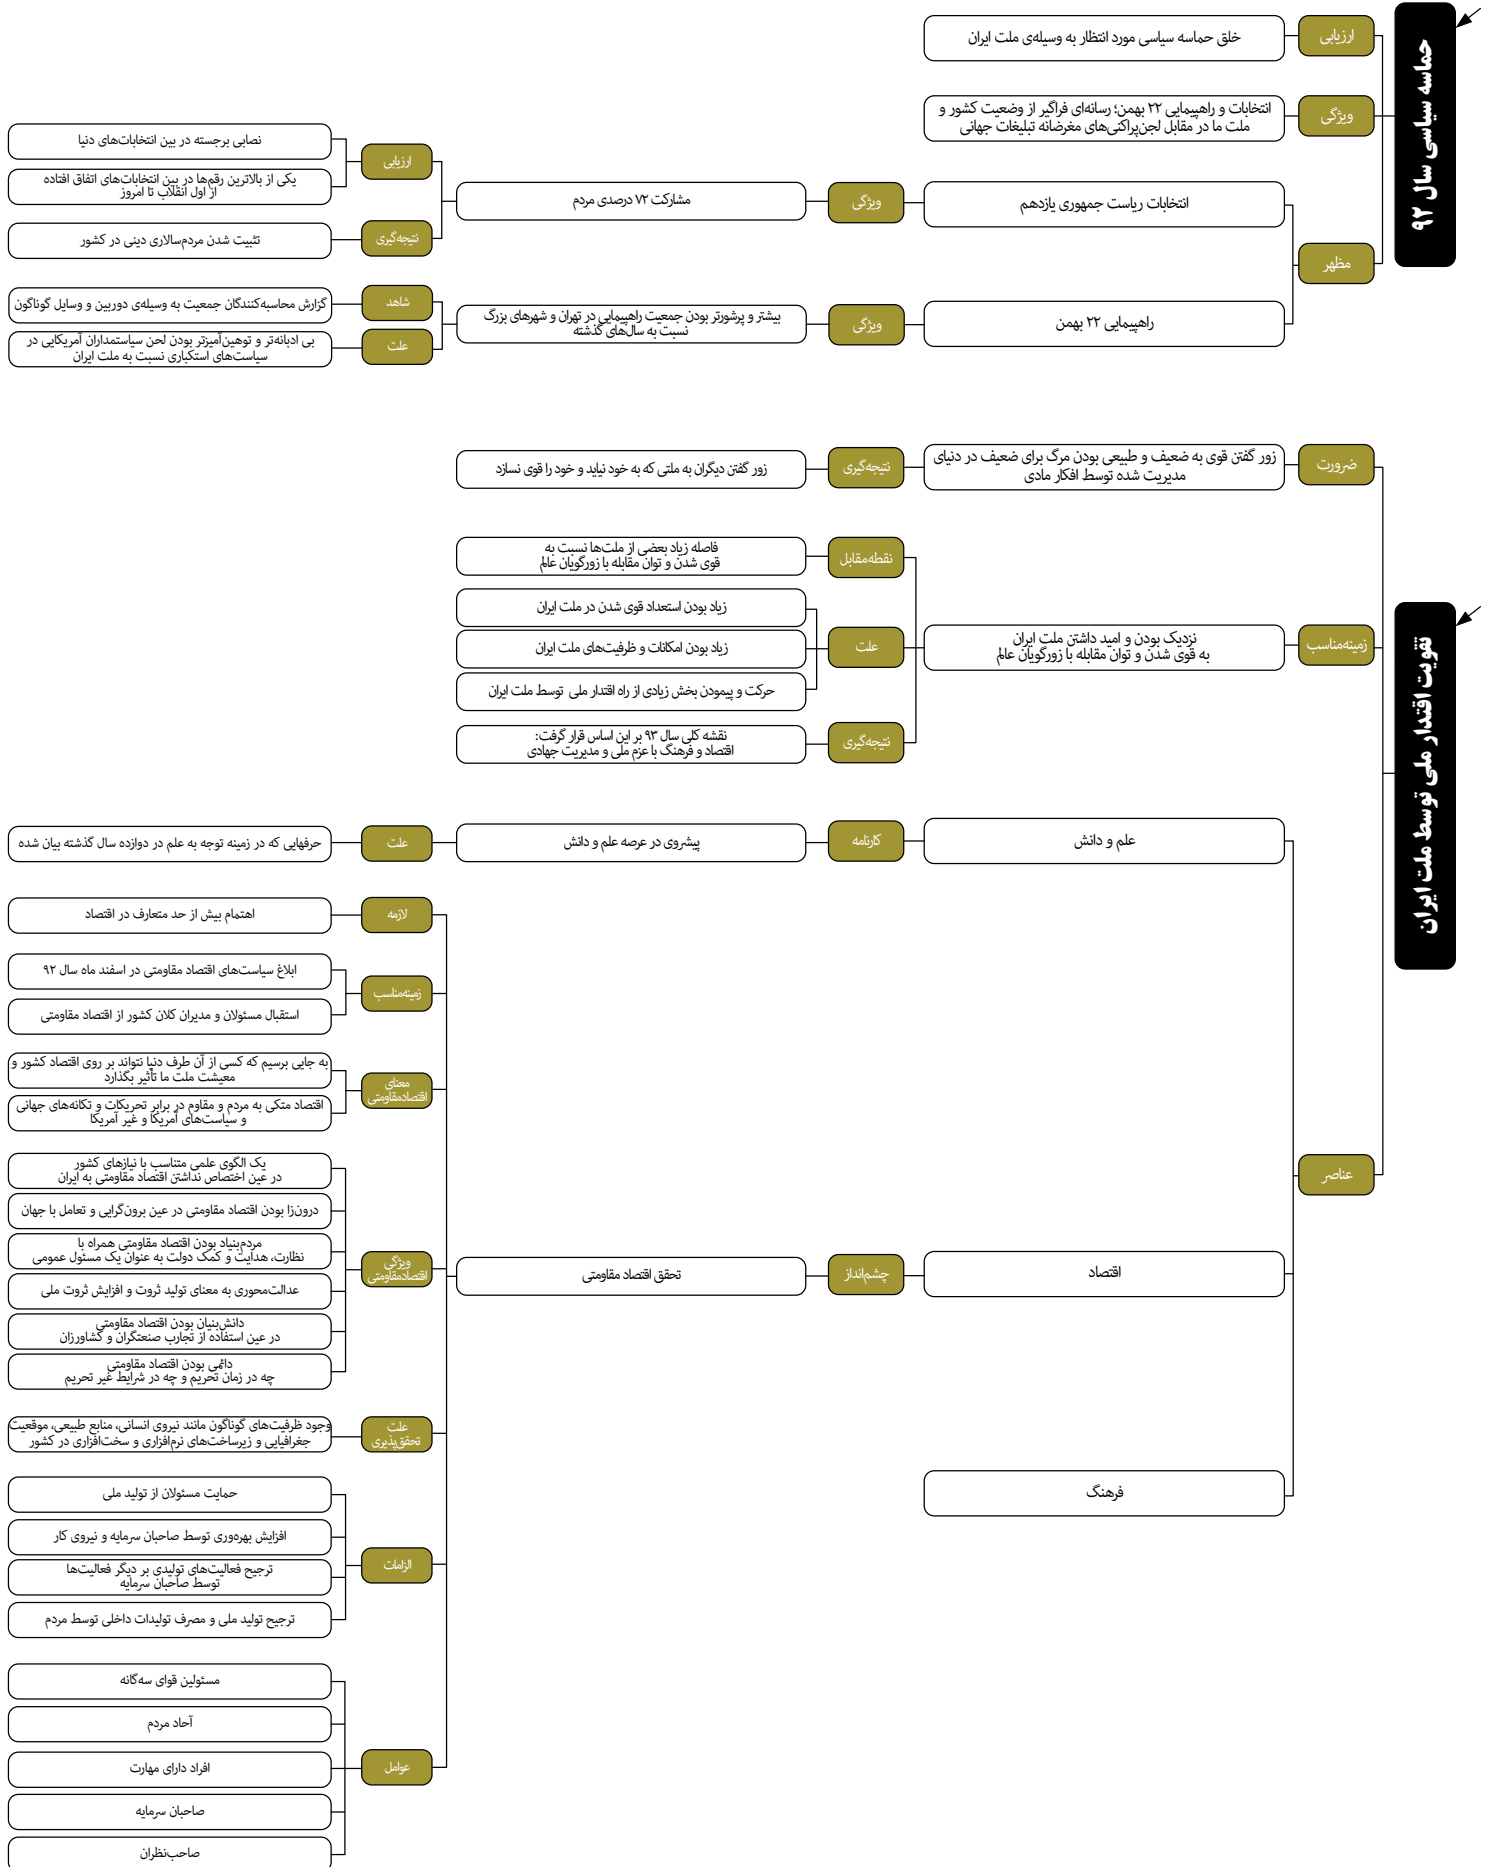 حماسه سیاسی سال ۹۲
ارزیابی
خلق حماسه سیاسی مورد انتظار به وسیله‌ی ملت ایران
ویژگی
انتخابات و راهپیمایی ۲۲ بهمن؛ رسانه‌ای فراگیر از وضعیت کشور و
ملت ما در مقابل لجن‌پراکنی‌های مغرضانه تبلیغات جهانی
مظهر
انتخابات ریاست جمهوری یازدهم
ویژگی
مشارکت ۷۲ درصدی مردم
ارزیابی
نصابی برجسته در بین انتخابات‌های دنیا
یکی از بالاترین رقم‌ها در بین انتخابات‌های اتفاق افتاده
از اول انقلاب تا امروز
نتیجه‌گیری
تثبیت شدن مردم‌سالاری دینی در کشور
راهپیمایی ۲۲ بهمن
ویژگی
بیشتر و پرشورتر بودن جمعیت راهپیمایی در تهران و شهرهای بزرگ
نسبت به سال‌های گذشته
شاهد
گزارش محاسبه‌کنندگان جمعیت به وسیله‌ی دوربین و وسایل گوناگون
علت
بی ادبانه‌تر و توهین‌آمیزتر بودن لحن سیاستمداران آمریکایی در
سیاست‌های استکباری نسبت به ملت ایران
تقویت اقتدار ملی توسط ملت ایران
ضرورت
زور گفتن قوی به ضعیف و طبیعی بودن مرگ برای ضعیف در دنیای
مدیریت شده توسط افکار مادی
نتیجه‌گیری
زور گفتن دیگران به ملتی که به خود نیاید و خود را قوی نسازد
زمینه‌مناسب
نزدیک بودن و امید داشتن ملت ایران
به قوی شدن و توان مقابله با زورگویان عالم
نقطه‌مقابل
فاصله زیاد بعضی از ملت‌ها نسبت به
قوی شدن و توان مقابله با زورگویان عالم
علت
زیاد بودن استعداد قوی شدن در ملت ایران
زیاد بودن امکانات و ظرفیت‌های ملت ایران
حرکت و پیمودن بخش زیادی از راه اقتدار ملی توسط ملت ایران
نتیجه‌گیری
نقشه کلی سال ۹۳ بر این اساس قرار گرفت:
اقتصاد و فرهنگ با عزم ملی و مدیریت جهادی
عناصر
علم و دانش
کارنامه
پیشروی در عرصه علم و دانش
علت
حرفهایی که در زمینه توجه به علم در دوازده سال گذشته بیان شده
اقتصاد
چشم‌انداز
تحقق اقتصاد مقاومتی
لازمه
اهتمام بیش از حد متعارف در اقتصاد
زمینه‌مناسب
ابلاغ سیاست‌های اقتصاد مقاومتی در اسفند ماه سال ۹۲
استقبال مسئولان و مدیران کلان کشور از اقتصاد مقاومتی
معنای
اقتصادمقاومتی
به جایی برسیم که کسی از آن طرف دنیا نتواند بر روی اقتصاد کشور و
معیشت ملت ما تأثیر بگذارد
اقتصاد متکی به مردم و مقاوم در برابر تحریکات و تکانه‌های جهانی
و سیاست‌های آمریکا و غیر آمریکا
ویژگی
اقتصادمقاومتی
یک الگوی علمی متناسب با نیازهای کشور
در عین اختصاص نداشتن اقتصاد مقاومتی به ایران
درون‌زا بودن اقتصاد مقاومتی در عین برون‌گرایی و تعامل با جهان
مردم‌بنیاد بودن اقتصاد مقاومتی همراه با
نظارت، هدایت و کمک دولت به عنوان یک مسئول عمومی
عدالت‌محوری به معنای تولید ثروت و افزایش ثروت ملی
دانش‌بنیان بودن اقتصاد مقاومتی
در عین استفاده از تجارب صنعتگران و کشاورزان
دائمی بودن اقتصاد مقاومتی
چه در زمان تحریم و چه در شرایط غیر تحریم
علت
تحقق‌پذیری
وجود ظرفیت‌های گوناگون مانند نیروی انسانی، منابع طبیعی، موقعیت
جغرافیایی و زیرساخت‌های نرم‌افزاری و سخت‌افزاری در کشور
الزامات
حمایت مسئولان از تولید ملی
افزایش بهره‌وری توسط صاحبان سرمایه و نیروی کار
ترجیح فعالیت‌های تولیدی بر دیگر فعالیت‌ها
توسط صاحبان سرمایه
ترجیح تولید ملی و مصرف تولیدات داخلی توسط مردم
عوامل
مسئولین قوای سه‌گانه
آحاد مردم
افراد دارای مهارت
صاحبان سرمایه
صاحب‌نظران
فرهنگ